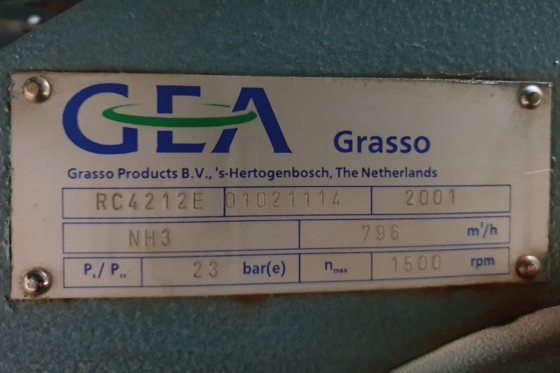 GEA Grasso
Grasso Products B.V., 's-Hertogenbosch, The Netherlands
RC4212E 01021114 2001
NH3 796 m³/h
Ps/Pss 23 bar(e) nmax 1500 rpm